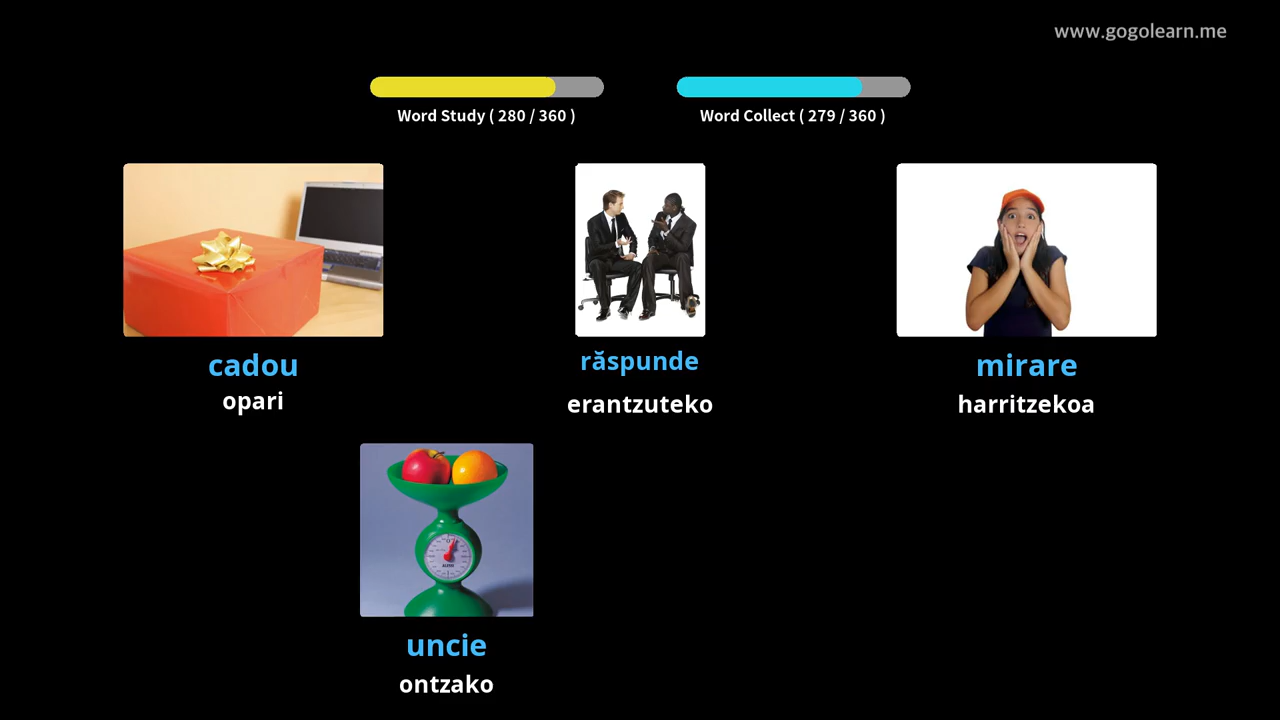 www.gogolearn.me
Word Study ( 280 / 360 )
Word Collect ( 279 / 360 )
cadou
opari
răspunde
erantzuteko
mirare
harritzekoa
uncie
ontzako